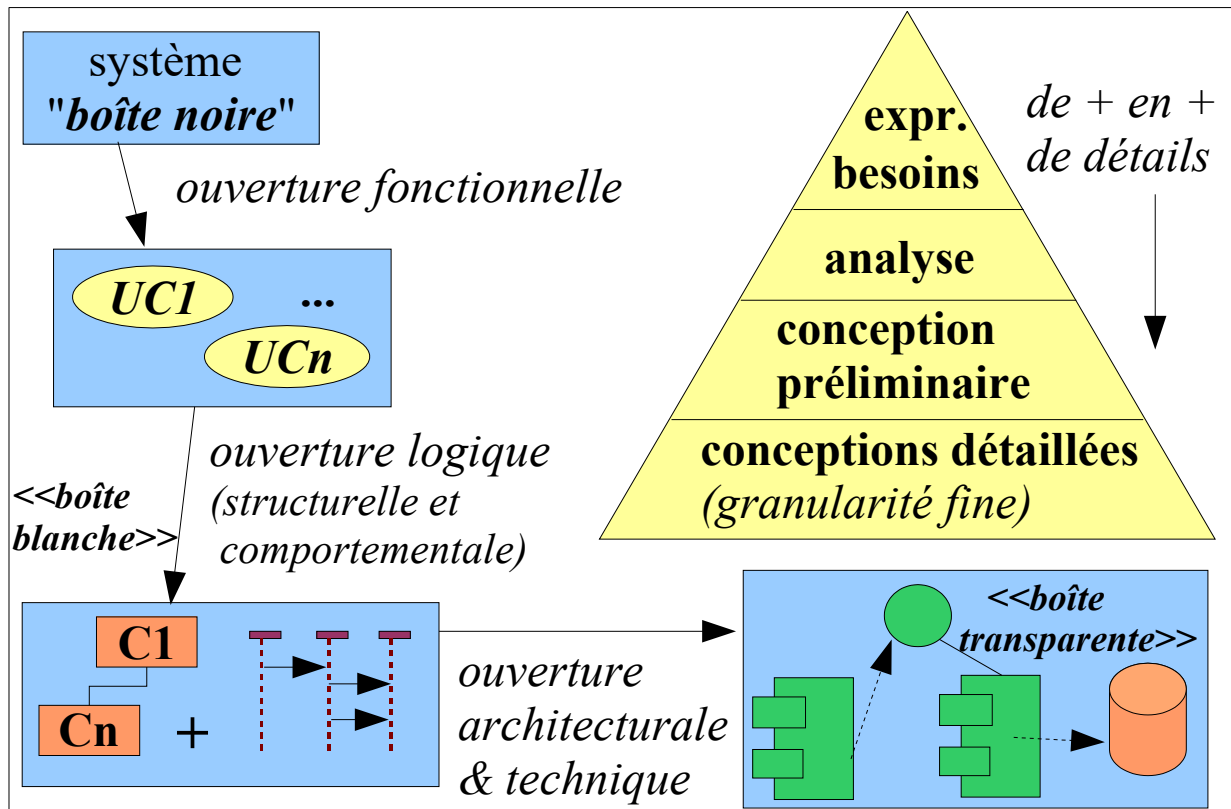 système
"boîte noire"
ouverture fonctionnelle
UC1
...
UCn
ouverture logique
(structurelle et
comportementale)
<<boîte
blanche>>
C1
Cn
+
ouverture
architecturale
& technique
<<boîte
transparente>>
expr.
besoins
analyse
conception
préliminaire
conceptions détaillées
(granularité fine)
de + en +
de détails